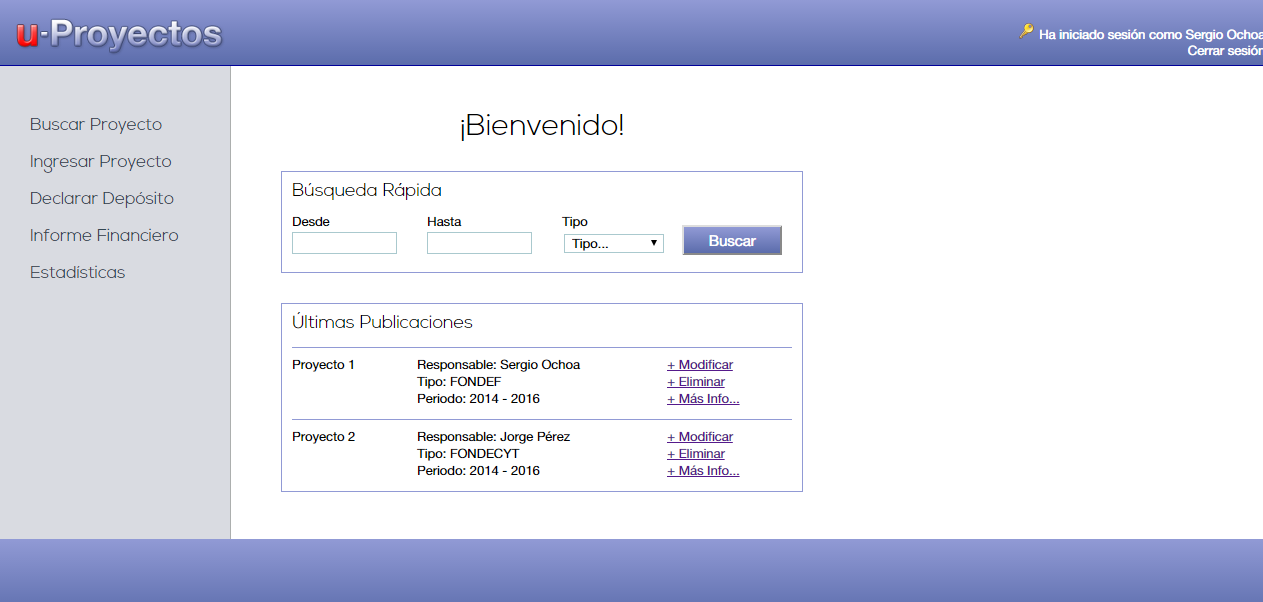 u-Proyectos
Ha iniciado sesión como Sergio Ochoa
Cerrar sesión
Buscar Proyecto
Ingresar Proyecto
Declarar Depósito
Informe Financiero
Estadísticas
¡Bienvenido!
Búsqueda Rápida
Desde Hasta Tipo
Tipo... Buscar
Últimas Publicaciones
Proyecto 1 Responsable: Sergio Ochoa + Modificar
Tipo: FONDEF + Eliminar
Periodo: 2014 - 2016 + Más Info...
Proyecto 2 Responsable: Jorge Pérez + Modificar
Tipo: FONDECYT + Eliminar
Periodo: 2014 - 2016 + Más Info...